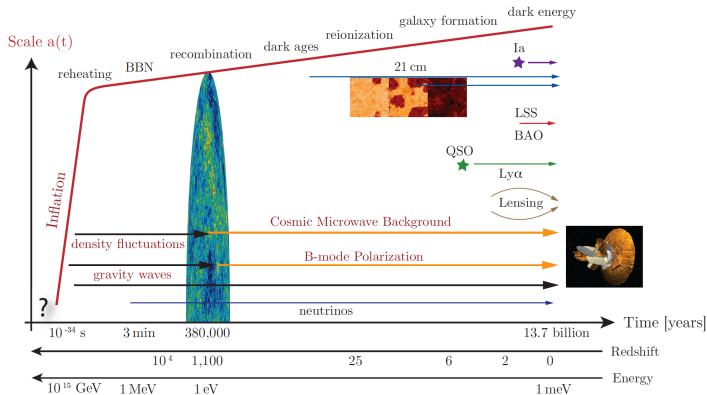 dark energy
galaxy formation
reionization
Scale a(t)
dark ages
recombination
BBN
reheating
Ia
21 cm
LSS
BAO
QSO
Lyα
Lensing
Inflation
Cosmic Microwave Background
density fluctuations
B-mode Polarization
gravity waves
?
neutrinos
Time [years]
10⁻³⁴ s 3 min 380,000 13.7 billion
Redshift
10⁴ 1,100 25 6 2 0
Energy
10¹⁵ GeV 1 MeV 1 eV 1 meV